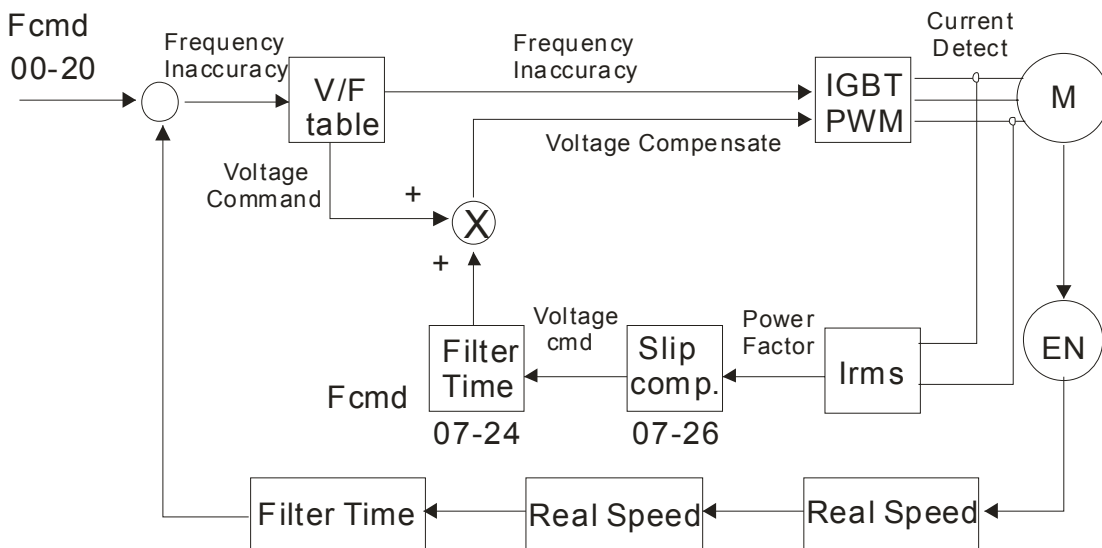 Fcmd
00-20
Frequency
Inaccuracy
V/F
table
Frequency
Inaccuracy
IGBT
PWM
Current
Detect
M
Voltage Compensate
Voltage
Command
+
X
+
Filter
Time
Voltage
cmd
Slip
comp.
Power
Factor
Irms
EN
Fcmd
07-24
07-26
Filter Time
Real Speed
Real Speed